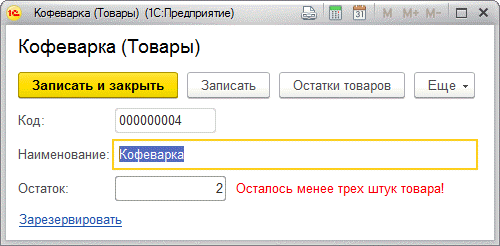 Кофеварка (Товары) (1С:Предприятие)
M M+ M-
Кофеварка (Товары)
Записать и закрыть Записать Остатки товаров Еще
Код: 000000004
Наименование: Кофеварка
Остаток: 2 Осталось менее трех штук товара!
Зарезервировать